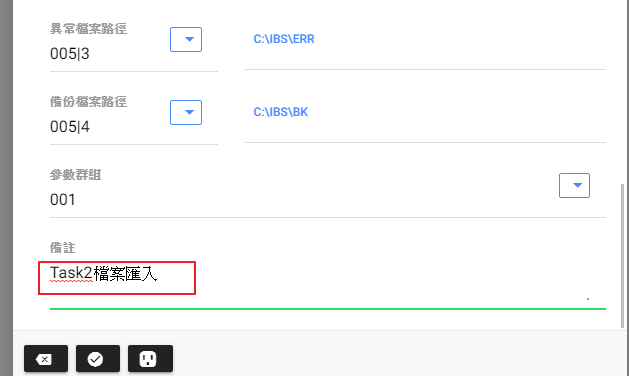 異常檔案路徑
005|3
C:\IBS\ERR
備份檔案路徑
005|4
C:\IBS\BK
參數群組
001
備註
Task2檔案匯入